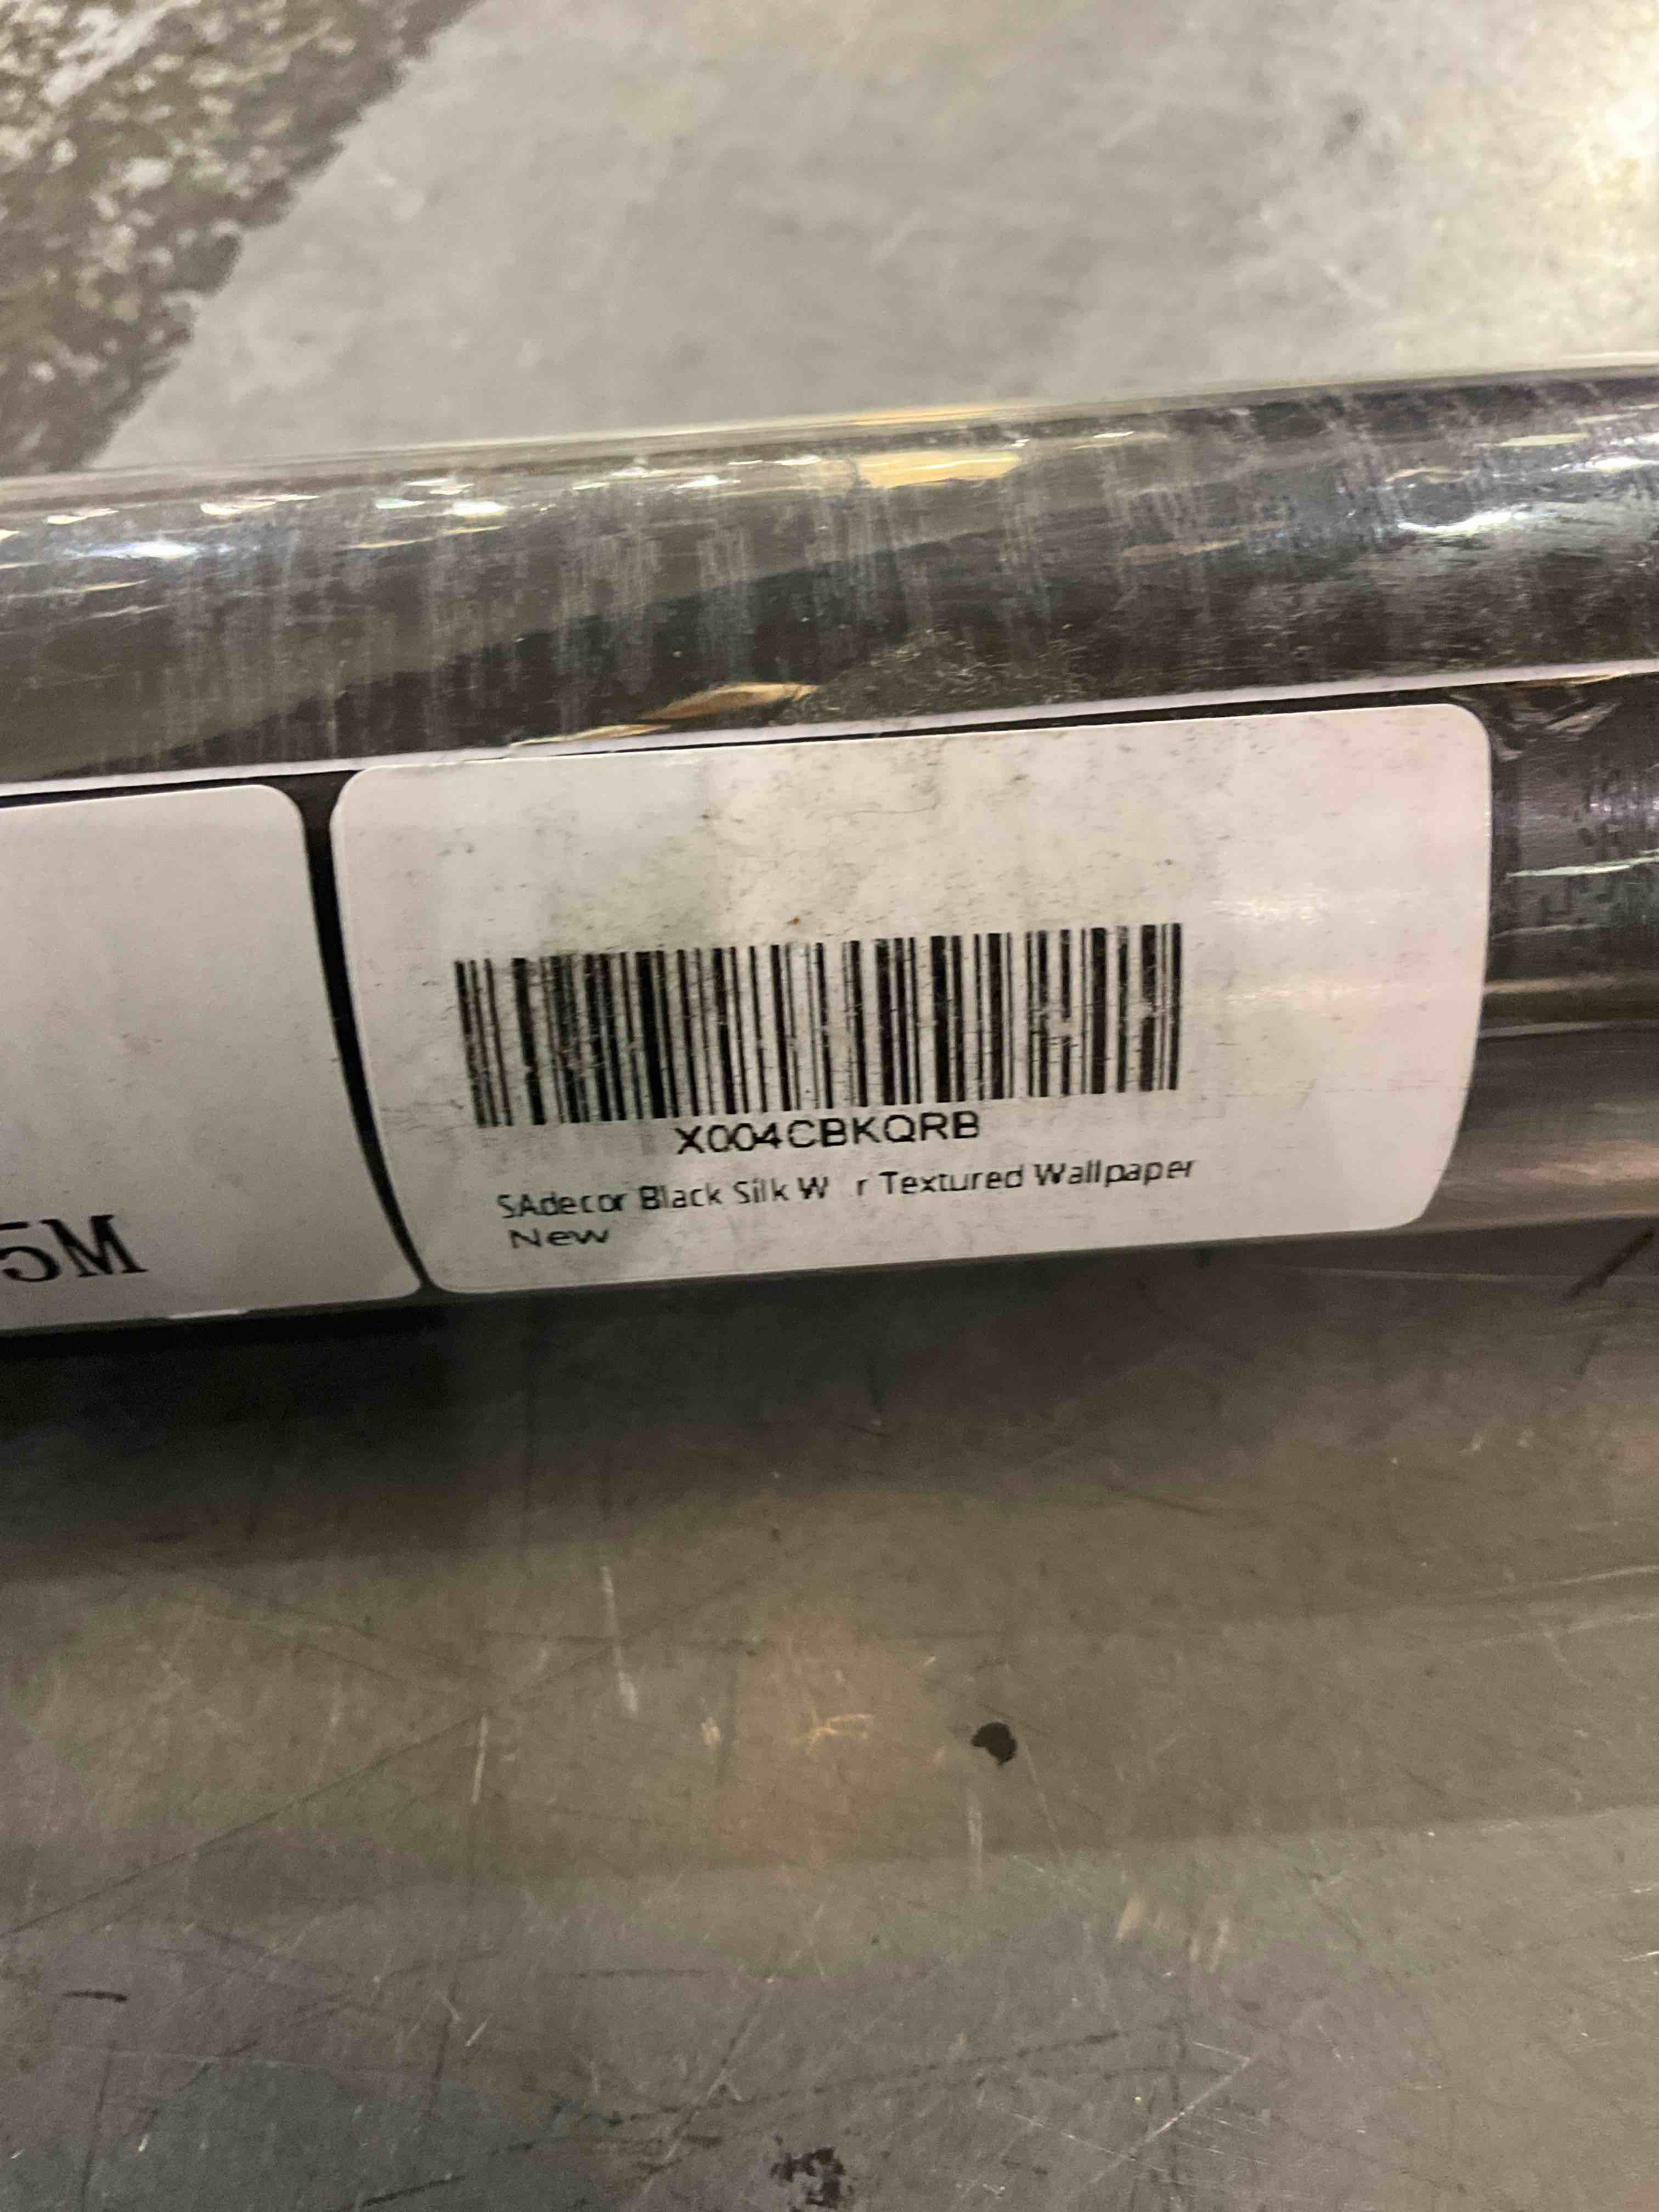 X004CBKQRB
SAdecor Black Silk W r Textured Wallpaper
New
5M